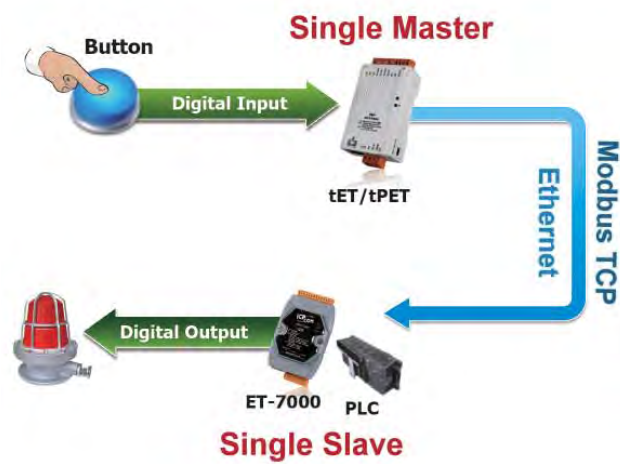 Single Master
Button
Digital Input
tET/tPET
Modbus TCP
Ethernet
Digital Output
ET-7000
PLC
Single Slave